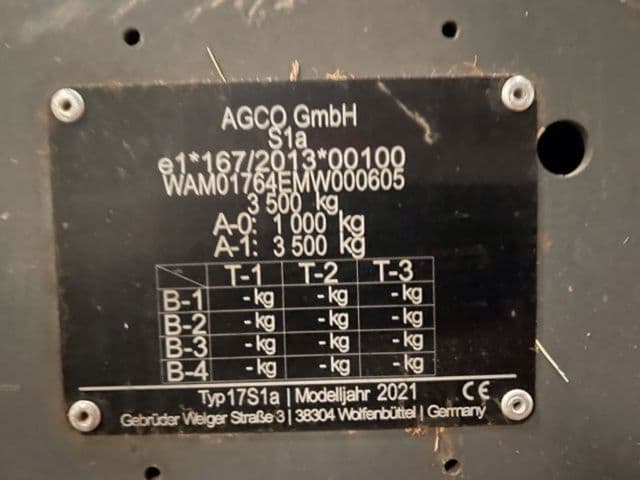 AGCO GmbH
S1a
e1*167/2013*00100
WAM01764EMW000605
3 500 kg
A-0: 1 000 kg
A-1: 3 500 kg
T-1 T-2 T-3
B-1 -kg -kg -kg
B-2 -kg -kg -kg
B-3 -kg -kg -kg
B-4 -kg -kg -kg
Typ17S1a | Modelljahr 2021 CE
Gebrüder Welger Straße 3 | 38304 Wolfenbüttel | Germany